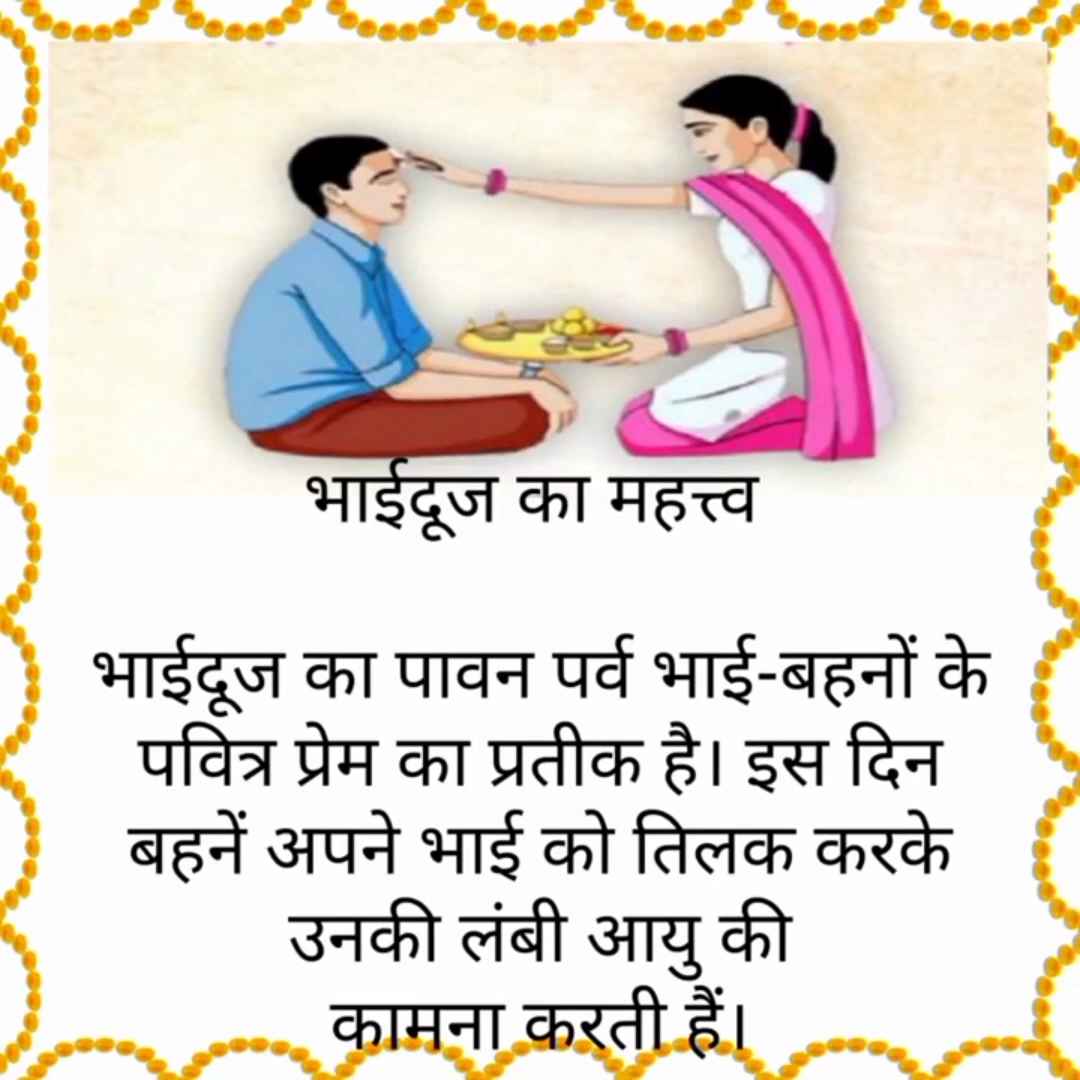 भाईदूज का महत्त्व
भाईदूज का पावन पर्व भाई-बहनों के
पवित्र प्रेम का प्रतीक है। इस दिन
बहनें अपने भाई को तिलक करके
उनकी लंबी आयु की
कामना करती हैं।